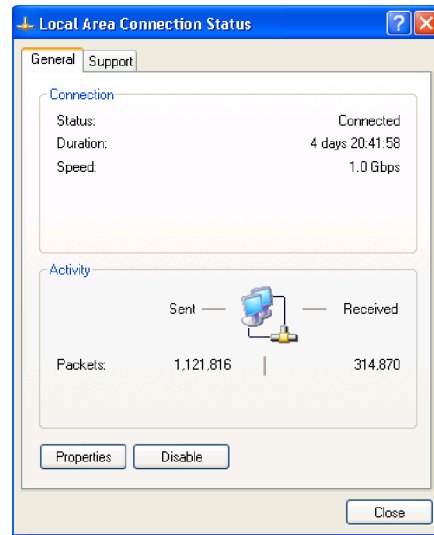 Local Area Connection Status
General Support
Connection
Status: Connected
Duration: 4 days 20:41:58
Speed: 1.0 Gbps
Activity
Sent — — Received
Packets: 1,121,816 | 314,870
Properties Disable
Close